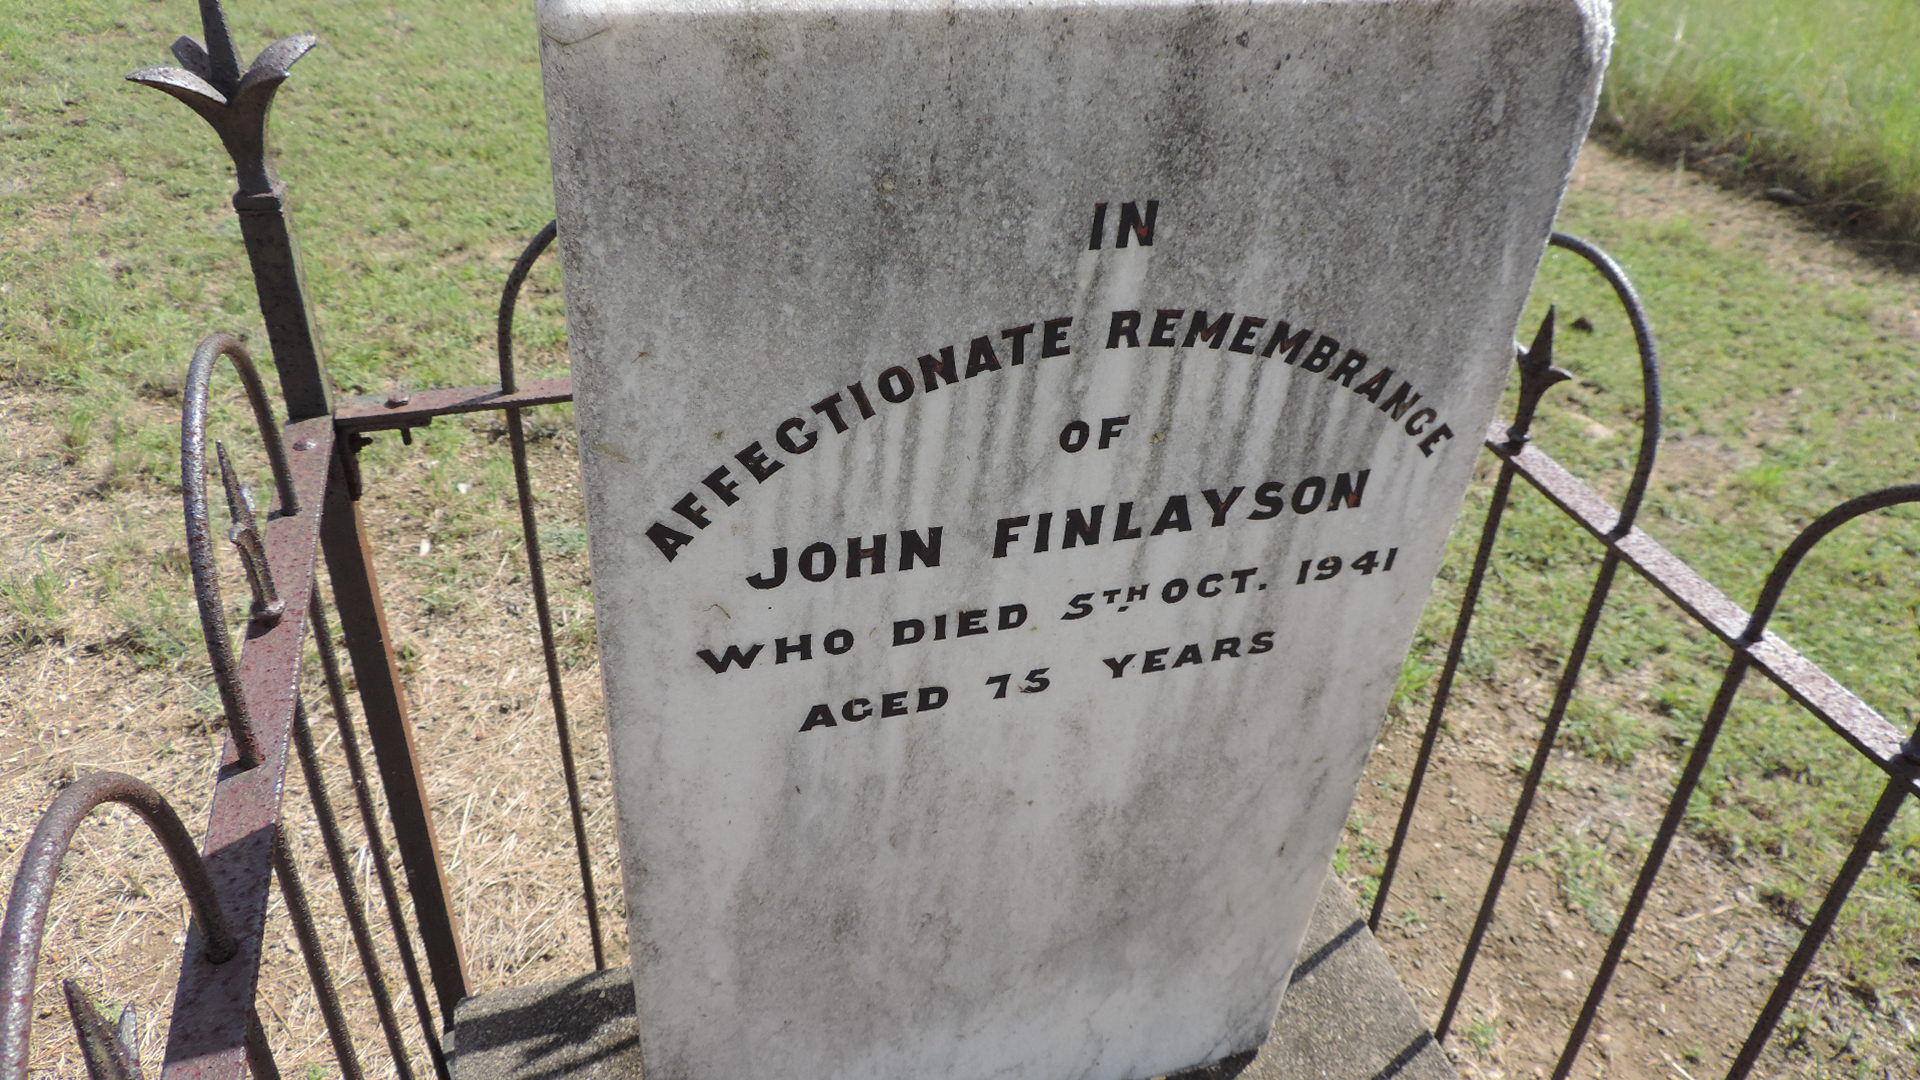 IN
AFFECTIONATE REMEMBRANCE
OF
JOHN FINLAYSON
WHO DIED 5TH OCT. 1941
AGED 75 YEARS